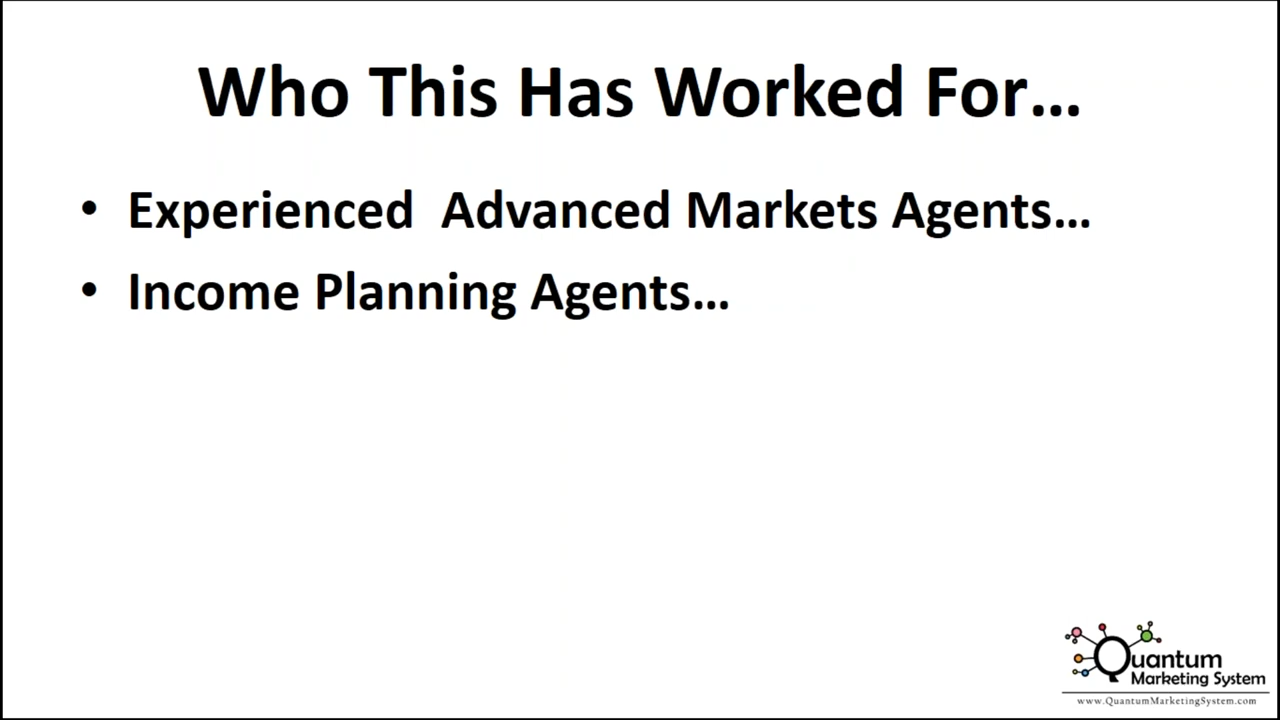 Who This Has Worked For...
• Experienced  Advanced Markets Agents...
• Income Planning Agents...
Quantum
Marketing System
www.QuantumMarketingSystem.com